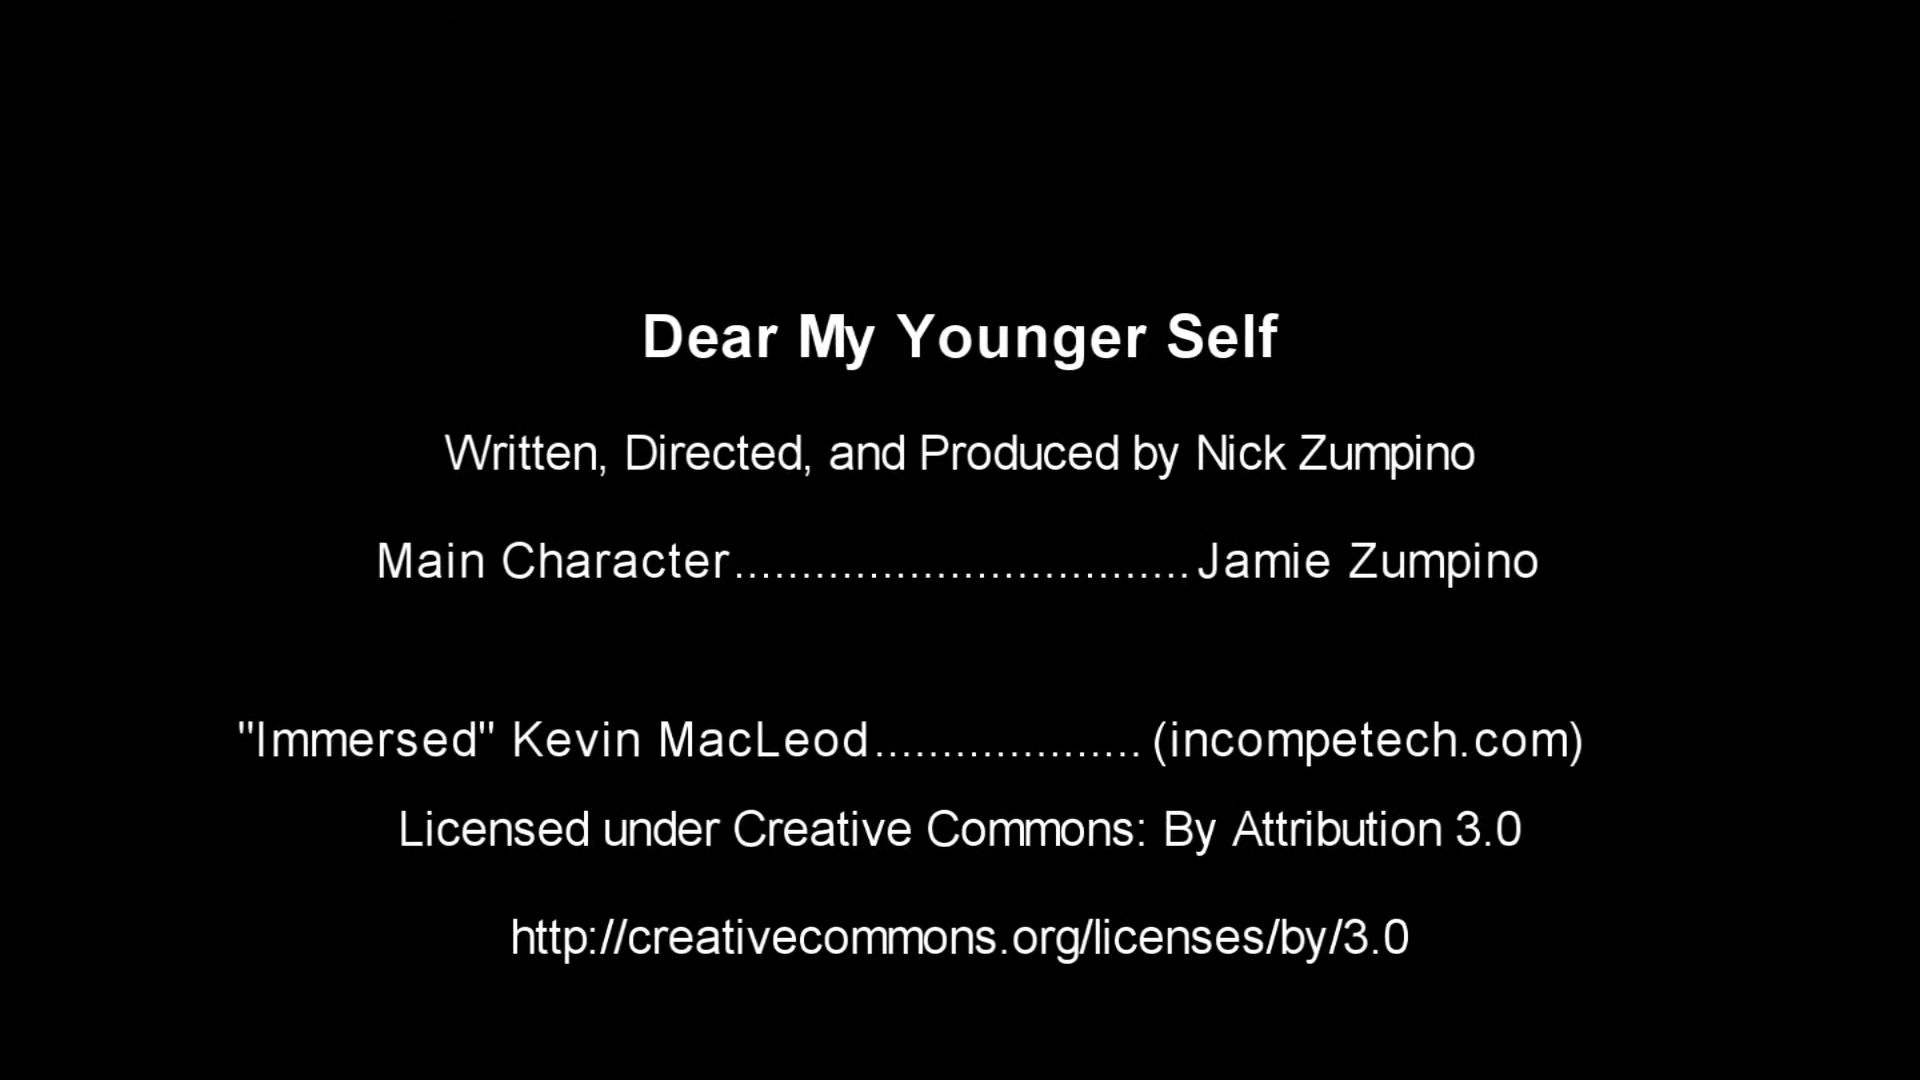 Dear My Younger Self
Written, Directed, and Produced by Nick Zumpino
Main Character..................................Jamie Zumpino
"Immersed" Kevin MacLeod.................... (incompetech.com)
Licensed under Creative Commons: By Attribution 3.0
http://creativecommons.org/licenses/by/3.0